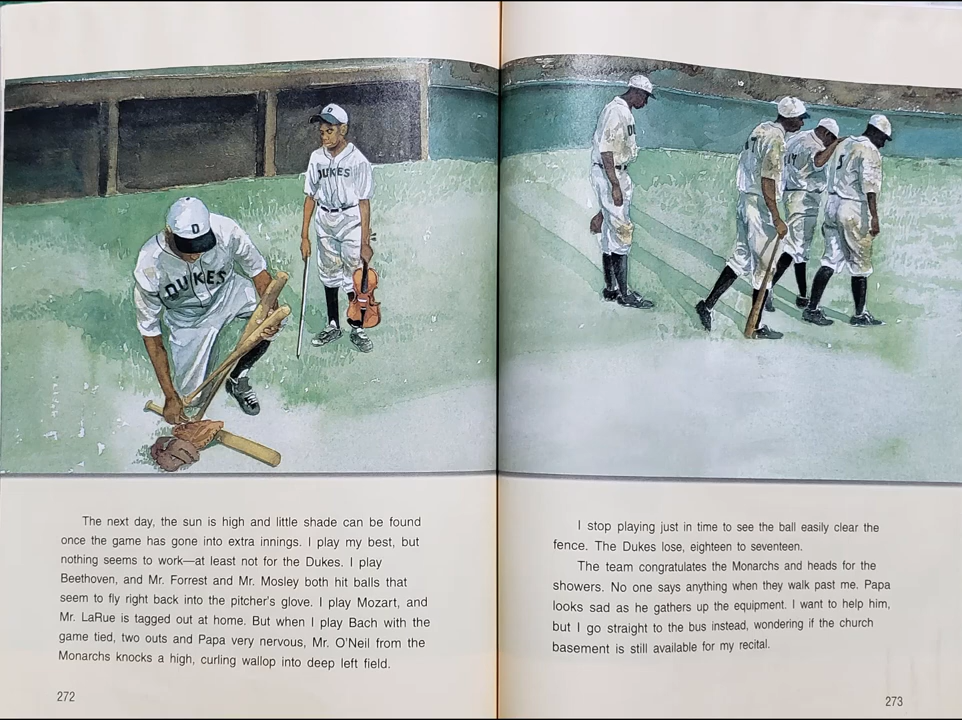 D
DUKES
D
DUKES
The next day, the sun is high and little shade can be found
once the game has gone into extra innings. I play my best, but
nothing seems to work—at least not for the Dukes. I play
Beethoven, and Mr. Forrest and Mr. Mosley both hit balls that
seem to fly right back into the pitcher's glove. I play Mozart, and
Mr. LaRue is tagged out at home. But when I play Bach with the
game tied, two outs and Papa very nervous, Mr. O'Neil from the
Monarchs knocks a high, curling wallop into deep left field.
272
7
14
5
I stop playing just in time to see the ball easily clear the
fence. The Dukes lose, eighteen to seventeen.
The team congratulates the Monarchs and heads for the
showers. No one says anything when they walk past me. Papa
looks sad as he gathers up the equipment. I want to help him,
but I go straight to the bus instead, wondering if the church
basement is still available for my recital.
273